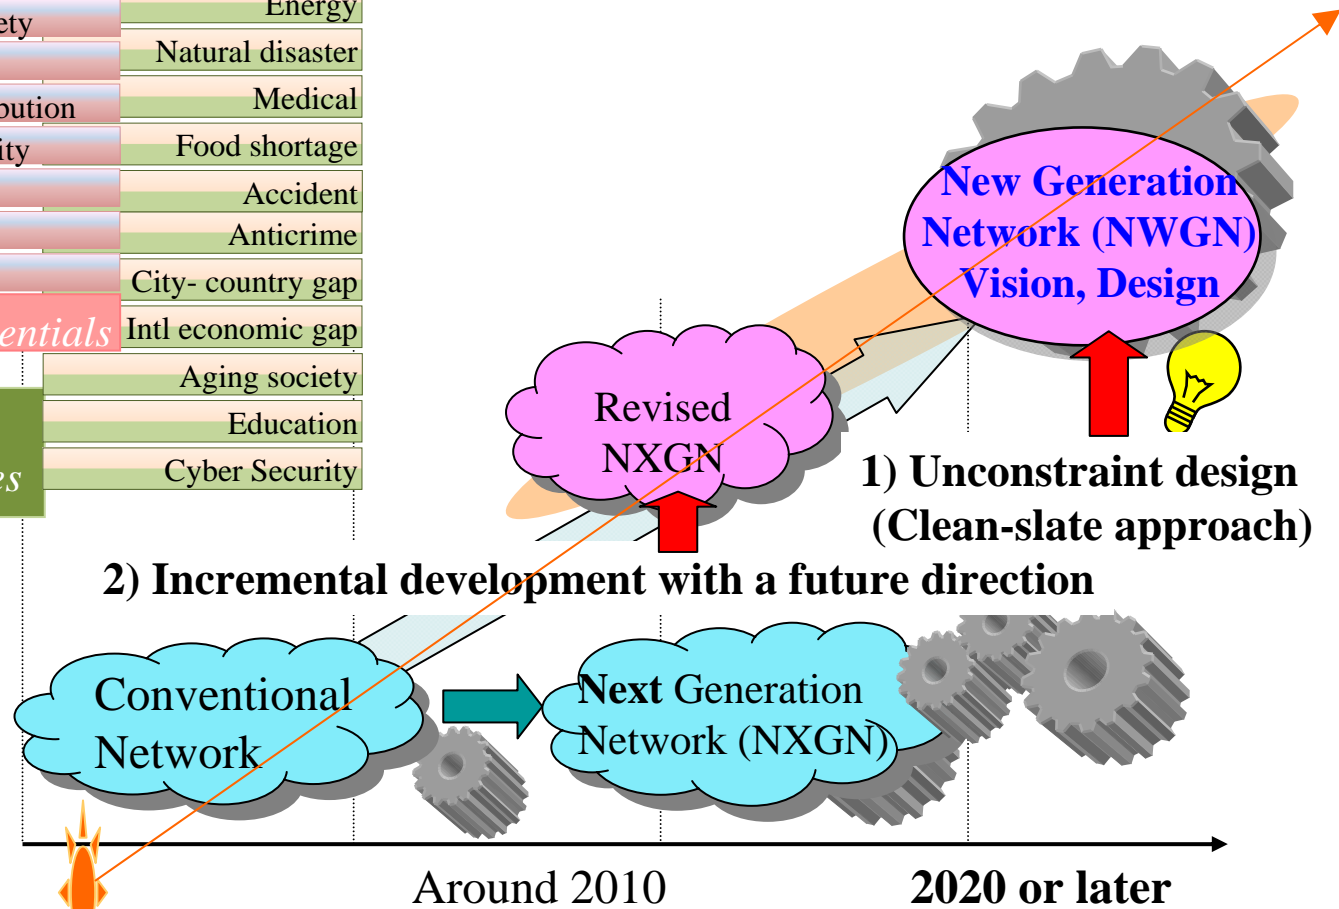 Energy
Natural disaster
Medical
Food shortage
Accident
Anticrime
City- country gap
Intl economic gap
Aging society
Education
Cyber Security
New Generation
Network (NWGN)
Vision, Design
Revised
NXGN
1) Unconstraint design
(Clean-slate approach)
2) Incremental development with a future direction
Conventional
Network
Next Generation
Network (NXGN)
Around 2010
2020 or later